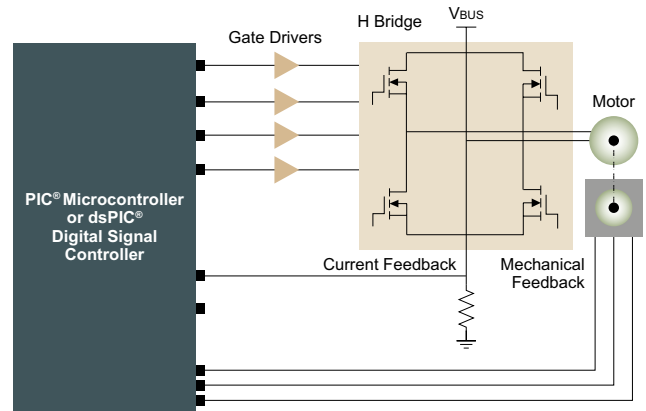 H Bridge
VBUS
Gate Drivers
Motor
PIC® Microcontroller
or dsPIC®
Digital Signal
Controller
Current Feedback
Mechanical
Feedback